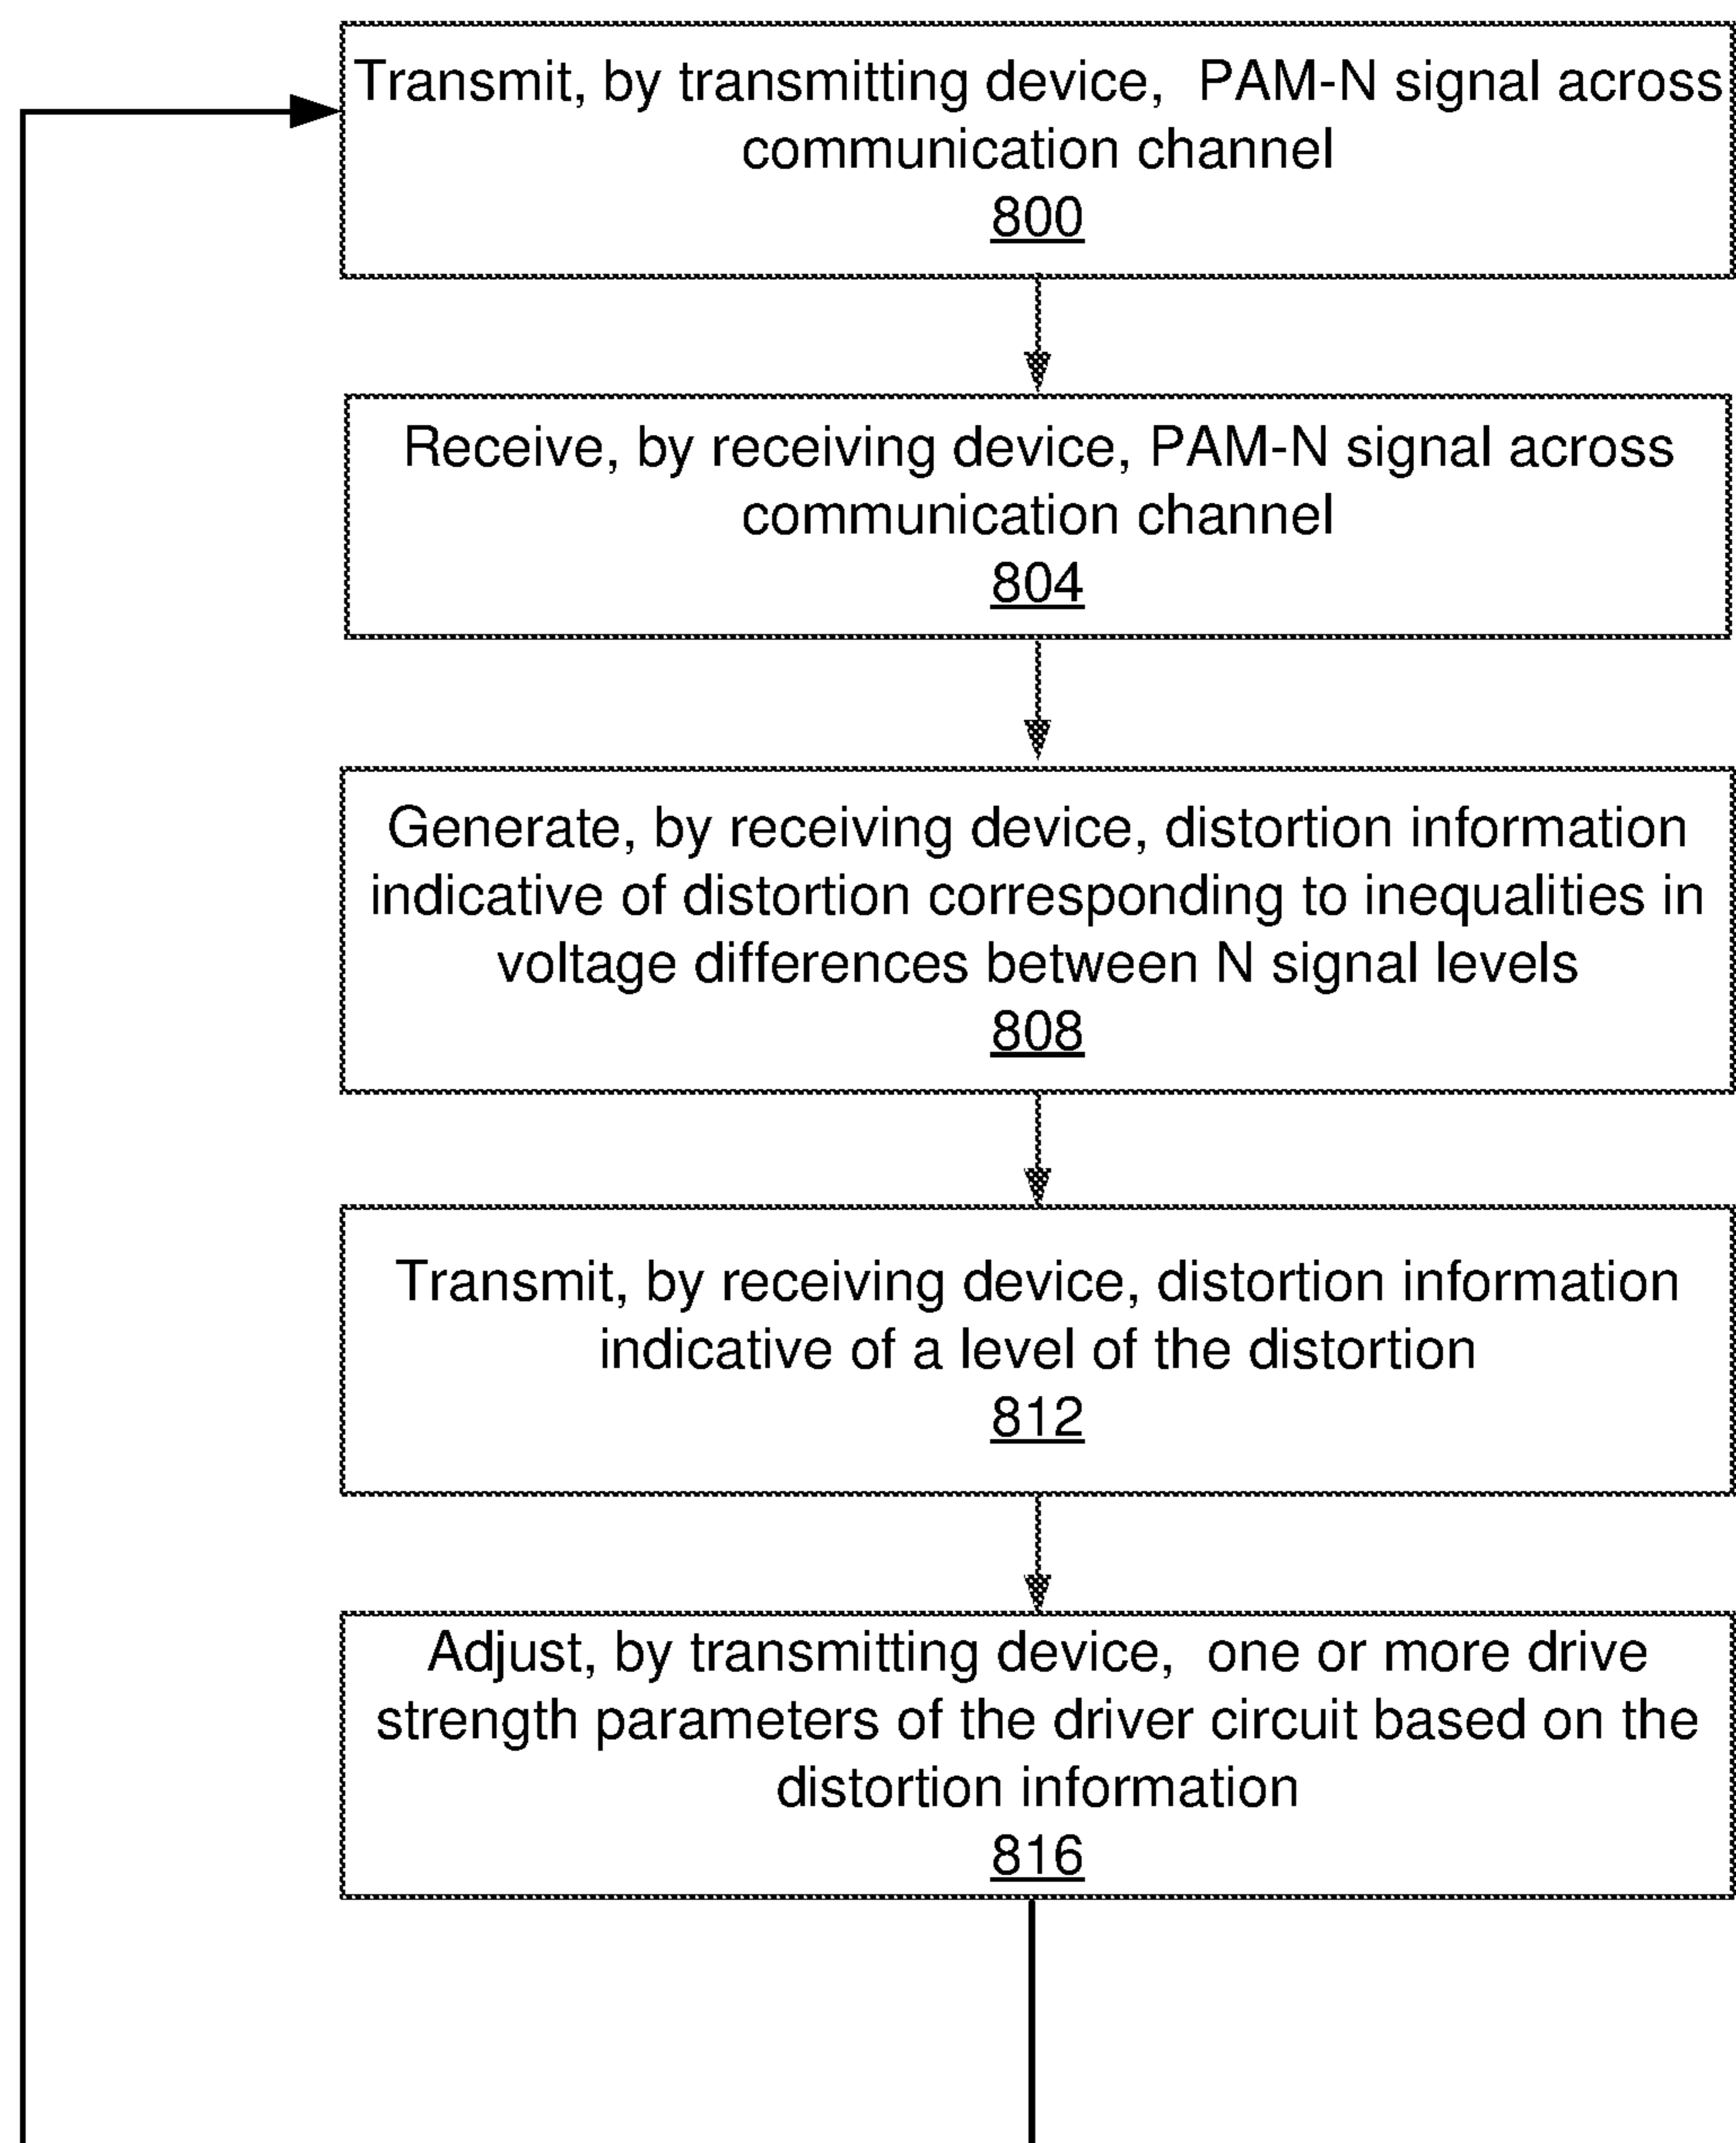 Transmit, by transmitting device, PAM-N signal across
communication channel
800
Receive, by receiving device, PAM-N signal across
communication channel
804
Generate, by receiving device, distortion information
indicative of distortion corresponding to inequalities in
voltage differences between N signal levels
808
Transmit, by receiving device, distortion information
indicative of a level of the distortion
812
Adjust, by transmitting device, one or more drive
strength parameters of the driver circuit based on the
distortion information
816